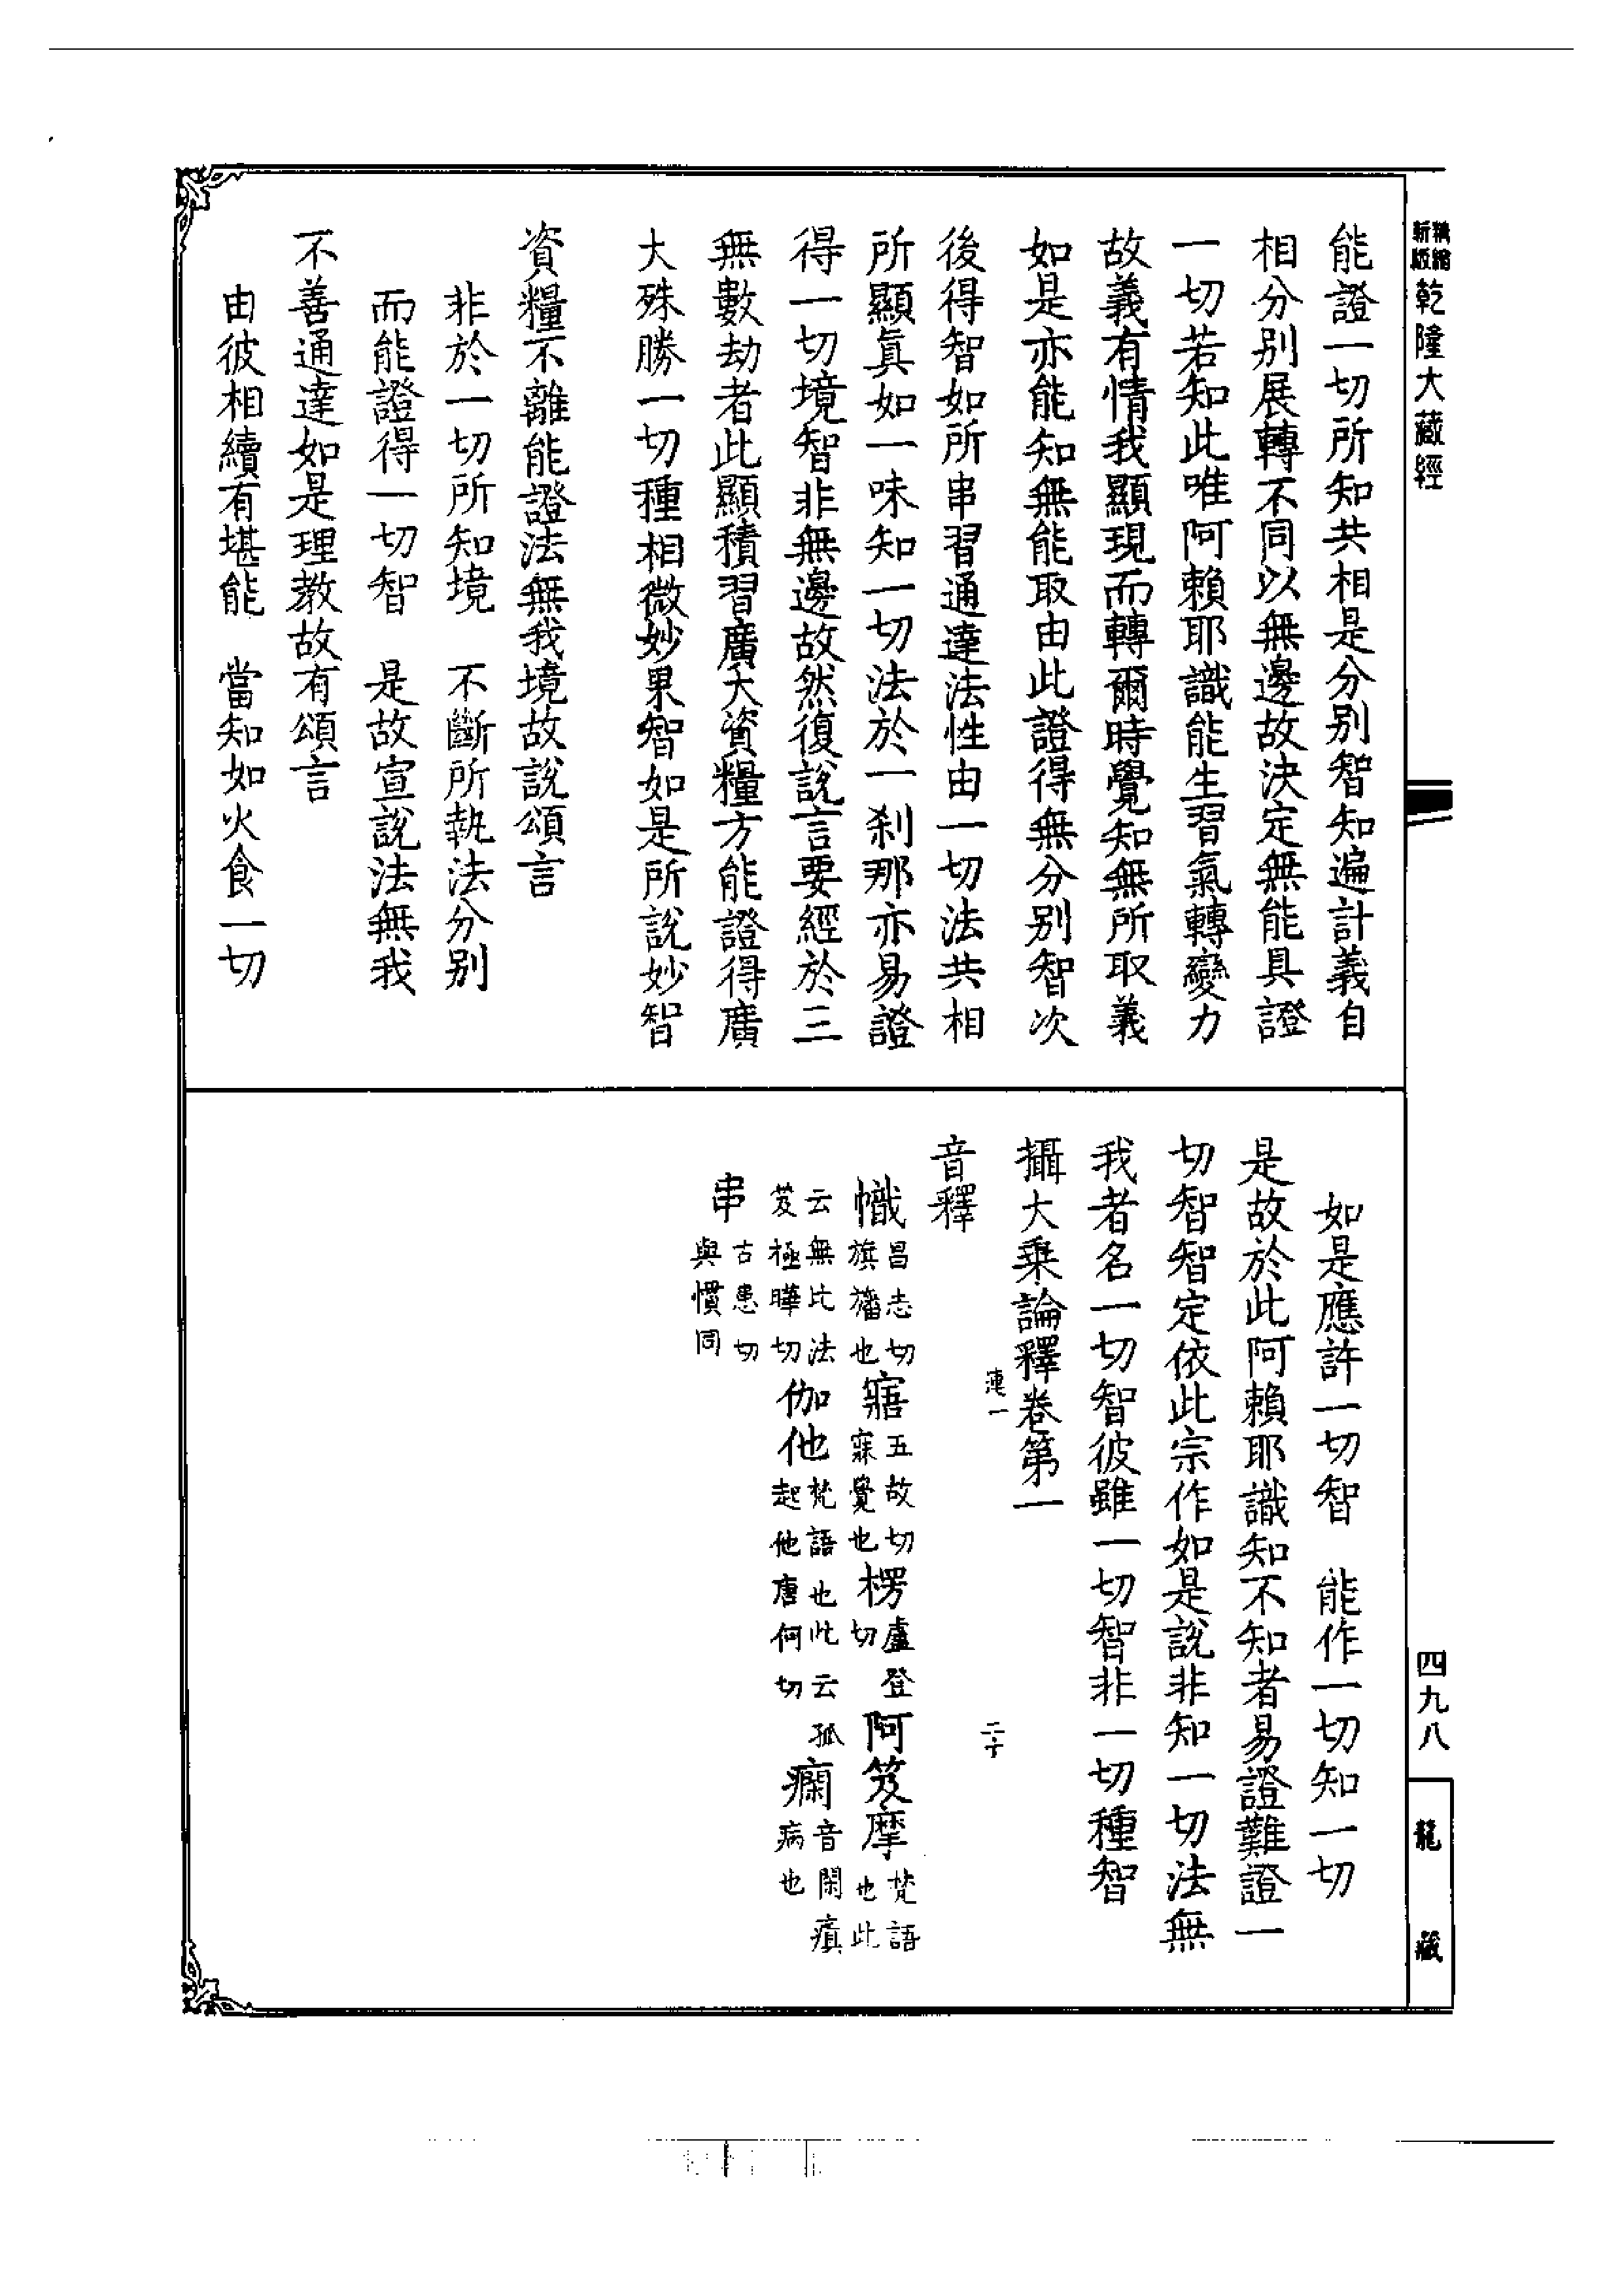 精縮新版乾隆大藏經
能證一切所知共相是分別智知遍計義自
相分別展轉不同以無邊故決定無能具證
一切若知此唯阿賴耶識能生習氣轉變力
故義有情我顯現而轉爾時覺知無所取義
如是亦能知無能取由此證得無分別智次
後得智如所串習通達法性由一切法共相
所顯真如一味知一切法於一剎那亦易證
得一切境智非無邊故然復說言要經於三
無數劫者此顯積習廣大資糧方能證得廣
大殊勝一切種相微妙果智如是所說妙智
資糧不離能證法無我境故說頌言
非於一切所知境　不斷所執法分別
而能證得一切智　是故宣說法無我
不善通達如是理教故有頌言
由彼相續有堪能　當知如火食一切
如是應許一切智　能作一切知一切
是故於此阿賴耶識知不知者易證難證一
切智智定依此宗作如是說非知一切法無
我者名一切智彼雖一切智非一切種智
攝大乘論釋卷第一
漣一　二十
音釋
幟昌志切旗旛也寤五故切寐覺也楞盧登切阿笈摩梵語也此
云無比法笈極曄切伽他梵語也此云孤起他唐何切癇音閑瘨病也
串古患切與慣同
四九八
龍藏